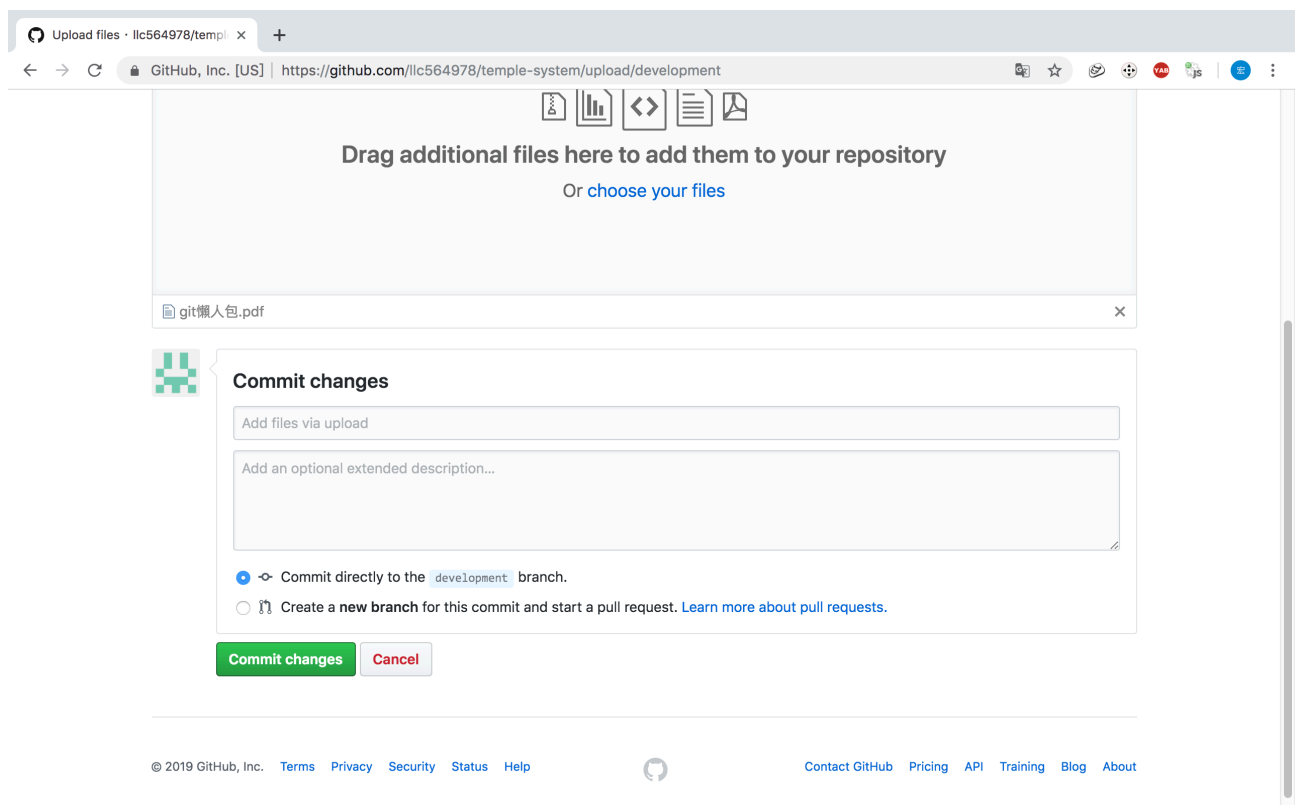 Upload files · llc564978/templ
GitHub, Inc. [US] | https://github.com/llc564978/temple-system/upload/development
YAB
JS
宏
Drag additional files here to add them to your repository
Or choose your files
git懶人包.pdf
Commit changes
Add files via upload
Add an optional extended description...
Commit directly to the development branch.
Create a new branch for this commit and start a pull request. Learn more about pull requests.
Commit changes Cancel
© 2019 GitHub, Inc. Terms Privacy Security Status Help Contact GitHub Pricing API Training Blog About